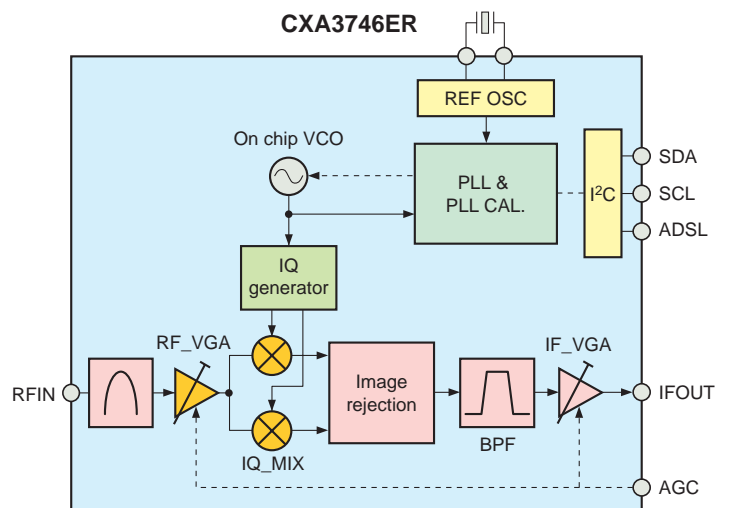 CXA3746ER
REF OSC
On chip VCO
PLL &
PLL CAL.
I²C
SDA
SCL
ADSL
IQ
generator
RF_VGA
IF_VGA
RFIN
Image
rejection
IFOUT
BPF
IQ_MIX
AGC